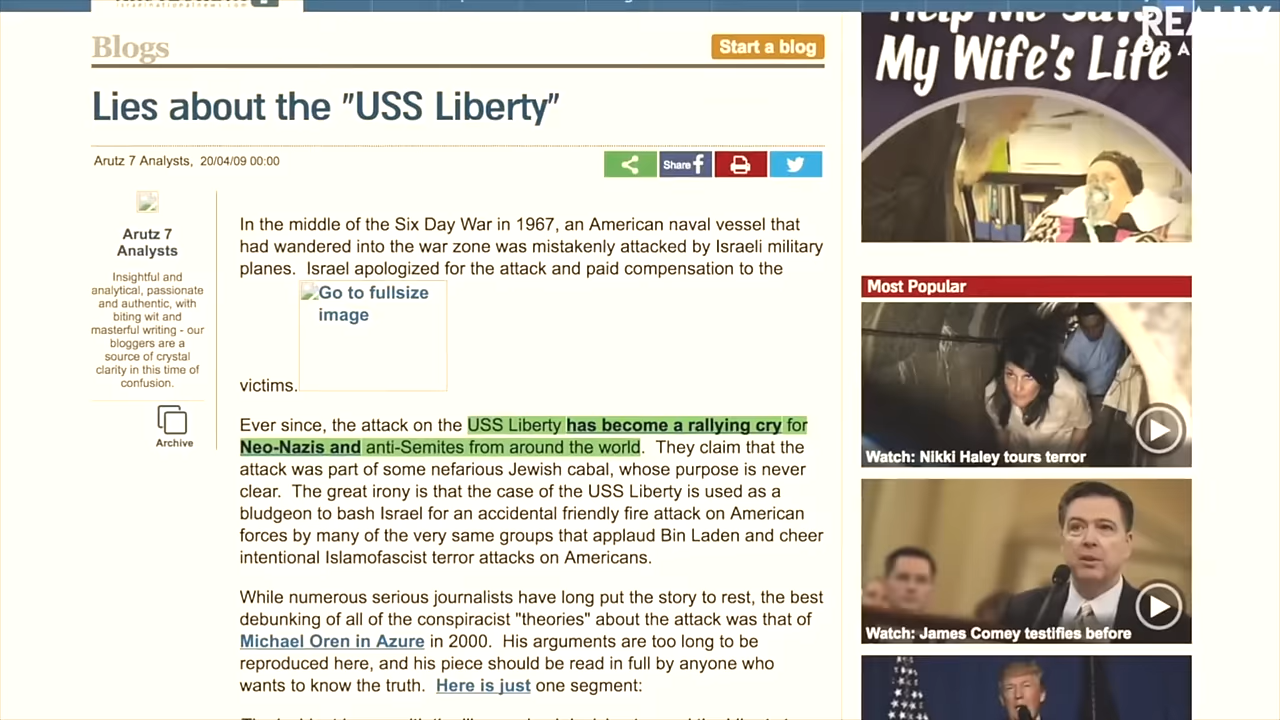 Blogs
Start a blog
Lies about the "USS Liberty"
Arutz 7 Analysts, 20/04/09 00:00
Share
Arutz 7
Analysts
Insightful and
analytical, passionate
and authentic, with
biting wit and
masterful writing - our
bloggers are a
source of crystal
clarity in this time of
confusion.
Archive
In the middle of the Six Day War in 1967, an American naval vessel that
had wandered into the war zone was mistakenly attacked by Israeli military
planes. Israel apologized for the attack and paid compensation to the
Go to fullsize
image
victims.
Ever since, the attack on the USS Liberty has become a rallying cry for
Neo-Nazis and anti-Semites from around the world. They claim that the
attack was part of some nefarious Jewish cabal, whose purpose is never
clear. The great irony is that the case of the USS Liberty is used as a
bludgeon to bash Israel for an accidental friendly fire attack on American
forces by many of the very same groups that applaud Bin Laden and cheer
intentional Islamofascist terror attacks on Americans.
While numerous serious journalists have long put the story to rest, the best
debunking of all of the conspiracist "theories" about the attack was that of
Michael Oren in Azure in 2000. His arguments are too long to be
reproduced here, and his piece should be read in full by anyone who
wants to know the truth. Here is just one segment:
Help Me Save
My Wife's Life
Most Popular
Watch: Nikki Haley tours terror
Watch: James Comey testifies before